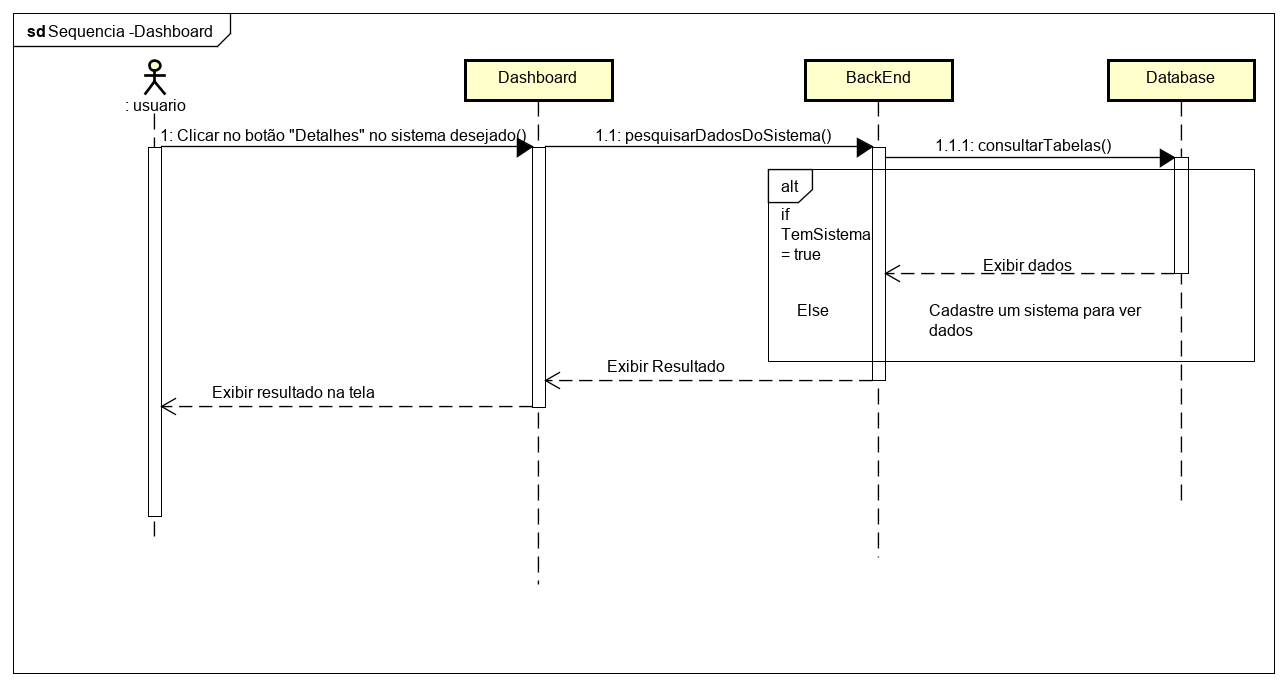 sd Sequencia -Dashboard
: usuario
Dashboard
BackEnd
Database
1: Clicar no botão "Detalhes" no sistema desejado()
1.1: pesquisarDadosDoSistema()
1.1.1: consultarTabelas()
alt
if
TemSistema
= true
Exibir dados
Else
Cadastre um sistema para ver
dados
Exibir Resultado
Exibir resultado na tela